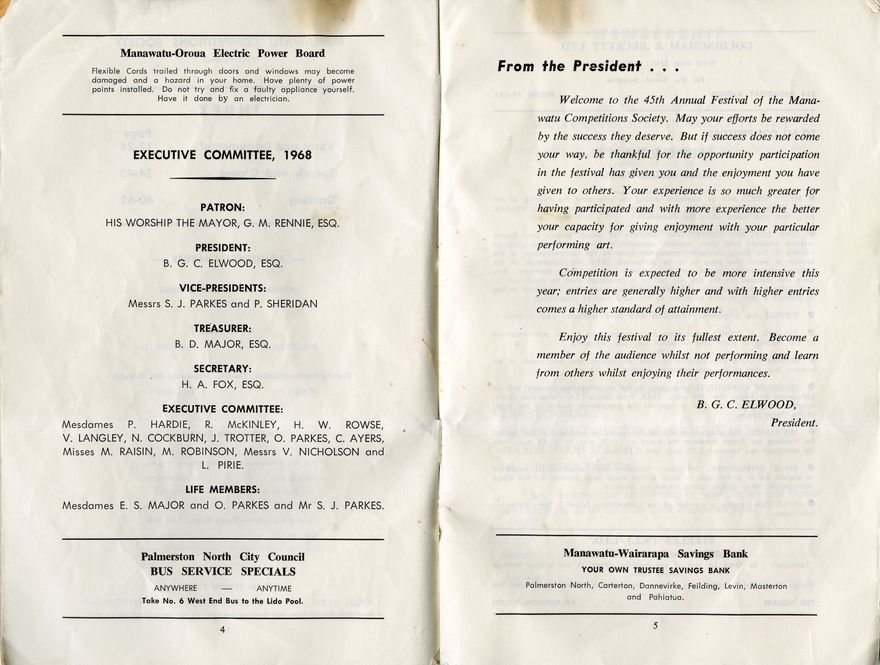 Manawatu-Oroua Electric Power Board
Flexible Cords trailed through doors and windows may become
damaged and a hazard in your home. Have plenty of power
points installed. Do not try and fix a faulty appliance yourself.
Have it done by an electrician.
EXECUTIVE COMMITTEE, 1968
PATRON:
HIS WORSHIP THE MAYOR, G. M. RENNIE, ESQ.
PRESIDENT:
B. G. C. ELWOOD, ESQ.
VICE-PRESIDENTS:
Messrs S. J. PARKES and P. SHERIDAN
TREASURER:
B. D. MAJOR, ESQ.
SECRETARY:
H. A. FOX, ESQ.
EXECUTIVE COMMITTEE:
Mesdames P. HARDIE, R. McKINLEY, H. W. ROWSE,
V. LANGLEY, N. COCKBURN, J. TROTTER, O. PARKES, C. AYERS,
Misses M. RAISIN, M. ROBINSON, Messrs V. NICHOLSON and
L. PIRIE.
LIFE MEMBERS:
Mesdames E. S. MAJOR and O. PARKES and Mr S. J. PARKES.
Palmerston North City Council
BUS SERVICE SPECIALS
ANYWHERE — ANYTIME
Take No. 6 West End Bus to the Lido Pool.
4
From the President . . .
Welcome to the 45th Annual Festival of the Mana-
watu Competitions Society. May your efforts be rewarded
by the success they deserve. But if success does not come
your way, be thankful for the opportunity participation
in the festival has given you and the enjoyment you have
given to others. Your experience is so much greater for
having participated and with more experience the better
your capacity for giving enjoyment with your particular
performing art.
Competition is expected to be more intensive this
year; entries are generally higher and with higher entries
comes a higher standard of attainment.
Enjoy this festival to its fullest extent. Become a
member of the audience whilst not performing and learn
from others whilst enjoying their performances.
B. G. C. ELWOOD,
President.
Manawatu-Wairarapa Savings Bank
YOUR OWN TRUSTEE SAVINGS BANK
Palmerston North, Carterton, Dannevirke, Feilding, Levin, Masterton
and Pahiatua.
5